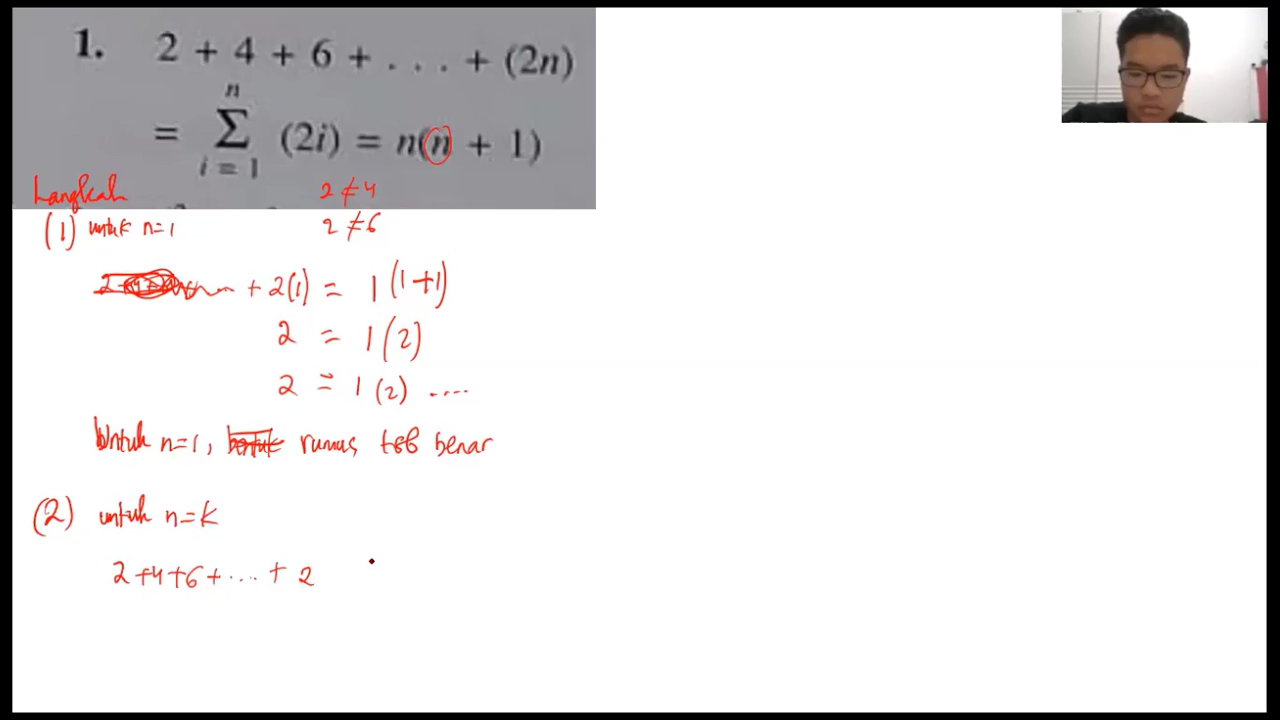 1. 2 + 4 + 6 + . . . + (2n)
= \sum_{i = 1}^{n} (2i) = n(n + 1)
Langkah
2 ≠ 4
(1) untuk n=1
2 ≠ 6
+ 2(1) = 1 (1+1)
2 = 1 (2)
2 = 1 (2) ....
Untuk n=1, rumus tsb benar
(2) untuk n=k
2+4+6+....+ 2